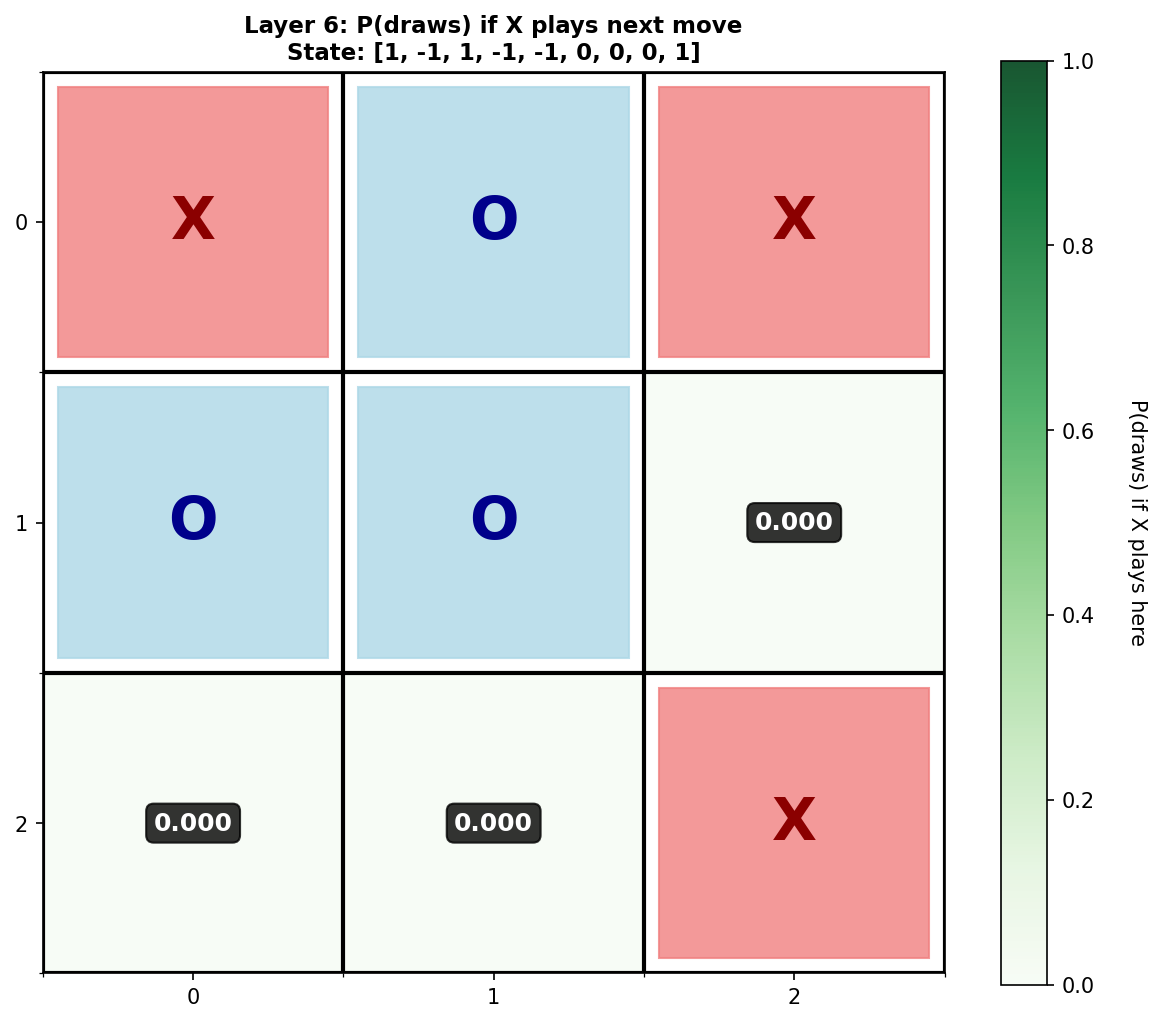 Layer 6: P(draws) if X plays next move
State: [1, -1, 1, -1, -1, 0, 0, 0, 1]
X O X
0
O O 0.000
1
0.000 0.000 X
2
0 1 2
1.0
0.8
0.6
0.4
0.2
0.0
P(draws) if X plays here